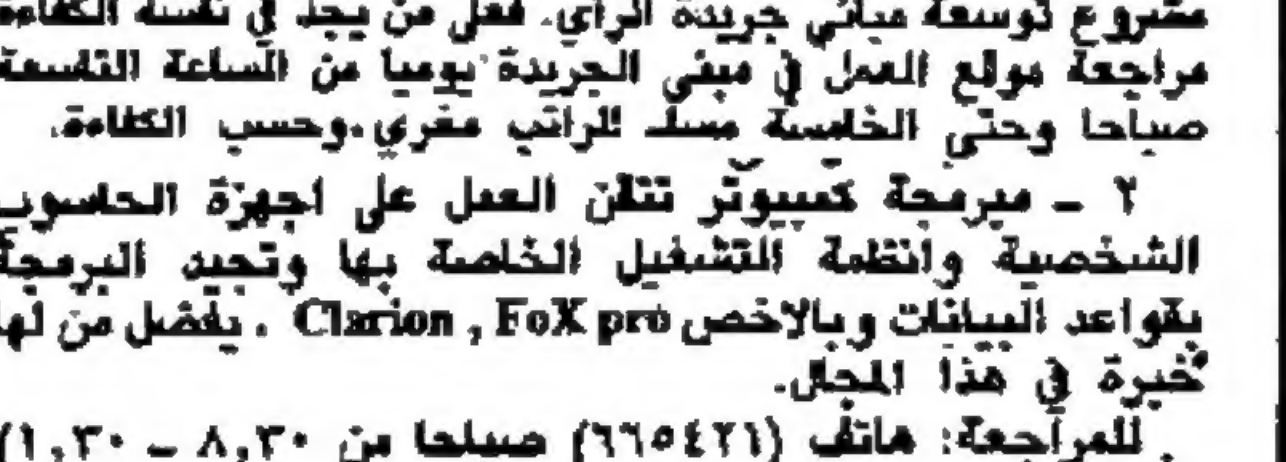 مشروع توسعة مباني جريدة الرأي. فعلى من يجد في نفسه الكفاءة
مراجعة موقع العمل في مبنى الجريدة يوميا من الساعة التاسعة
صباحا وحتى الخامسة مساء. الراتب مغري وحسب الكفاءة.
٢ ـ مبرمجة كمبيوتر تتقن العمل على اجهزة الحاسوب
الشخصية وانظمة التشغيل الخاصة بها وتجيد البرمجة
بقواعد البيانات وبالاخص Clarion , FoX pro . يفضل من لها
خبرة في هذا المجال.
للمراجعة: هاتف (٦٦٥٤٢١) صباحا من ٨,٣٠ ـ ١,٣٠)